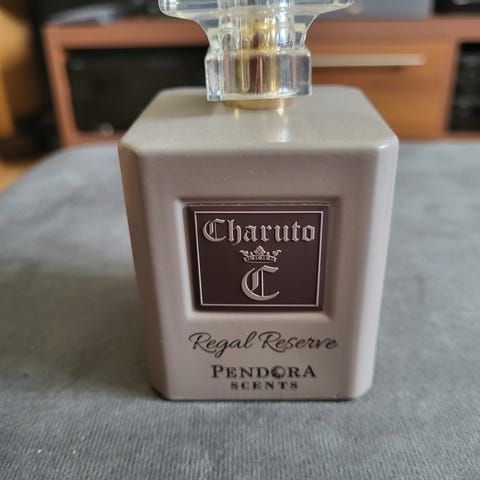 Charuto
C
Regal Reserve
PENDORA
SCENTS